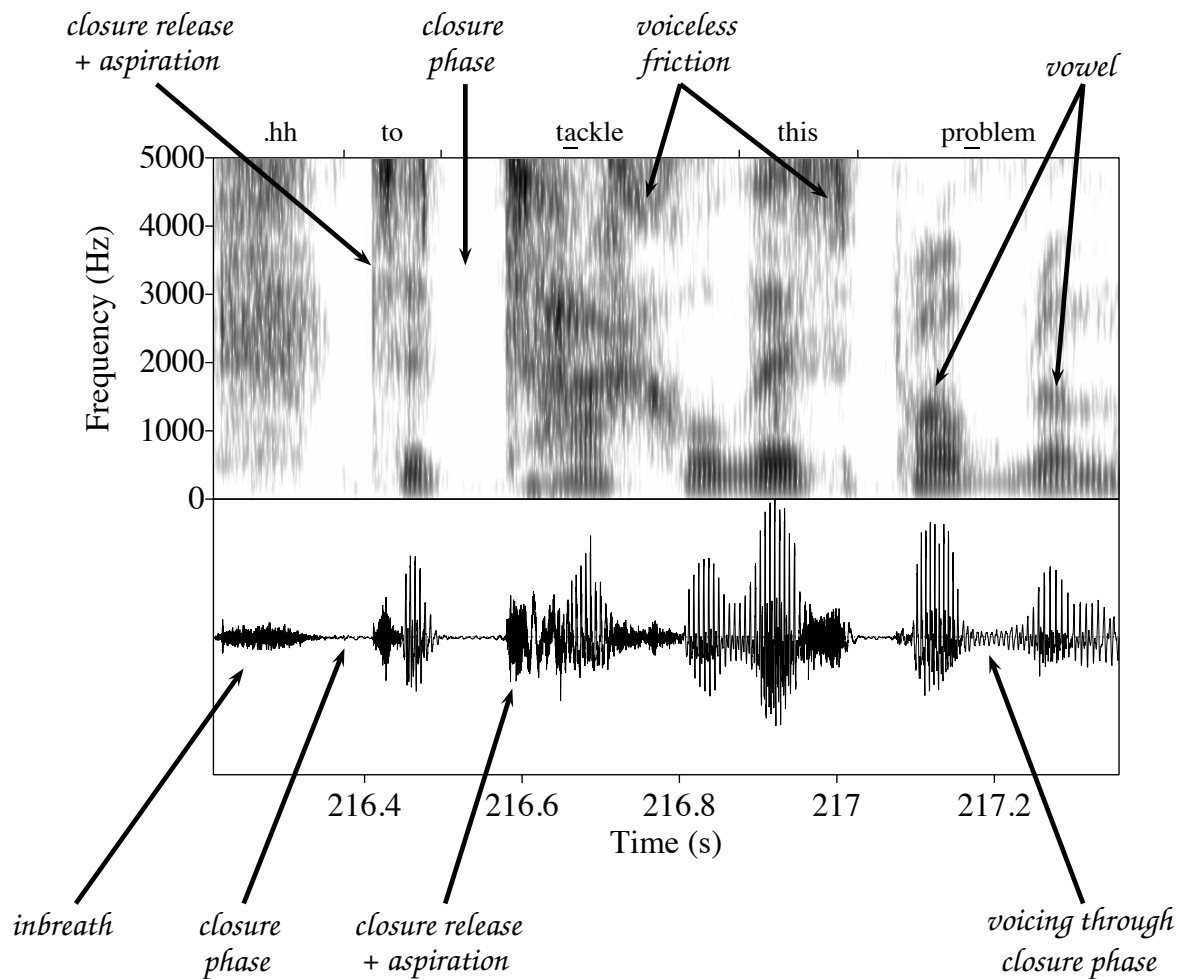 closure release
+ aspiration
closure
phase
voiceless
friction
vowel
.hh to tackle this problem
5000
4000
3000
2000
1000
0
Frequency (Hz)
216.4 216.6 216.8 217 217.2
Time (s)
inbreath
closure
phase
closure release
+ aspiration
voicing through
closure phase